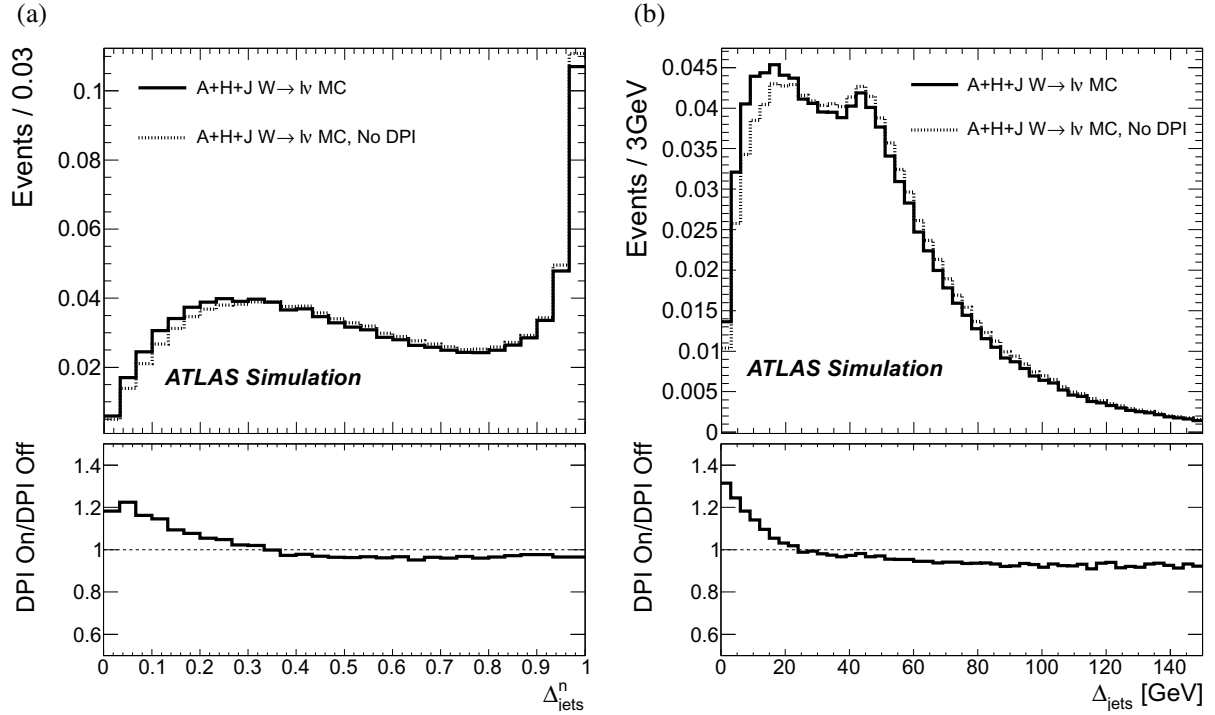 (a)
Events / 0.03
0.1
0.08
0.06
0.04
0.02
A+H+J W→ lν MC
A+H+J W→ lν MC, No DPI
ATLAS Simulation
DPI On/DPI Off
1.4
1.2
1
0.8
0.6
0 0.1 0.2 0.3 0.4 0.5 0.6 0.7 0.8 0.9 1
Δⁿjets
(b)
Events / 3GeV
0.045
0.04
0.035
0.03
0.025
0.02
0.015
0.01
0.005
0
A+H+J W→ lν MC
A+H+J W→ lν MC, No DPI
ATLAS Simulation
DPI On/DPI Off
1.4
1.2
1
0.8
0.6
0 20 40 60 80 100 120 140
Δjets [GeV]